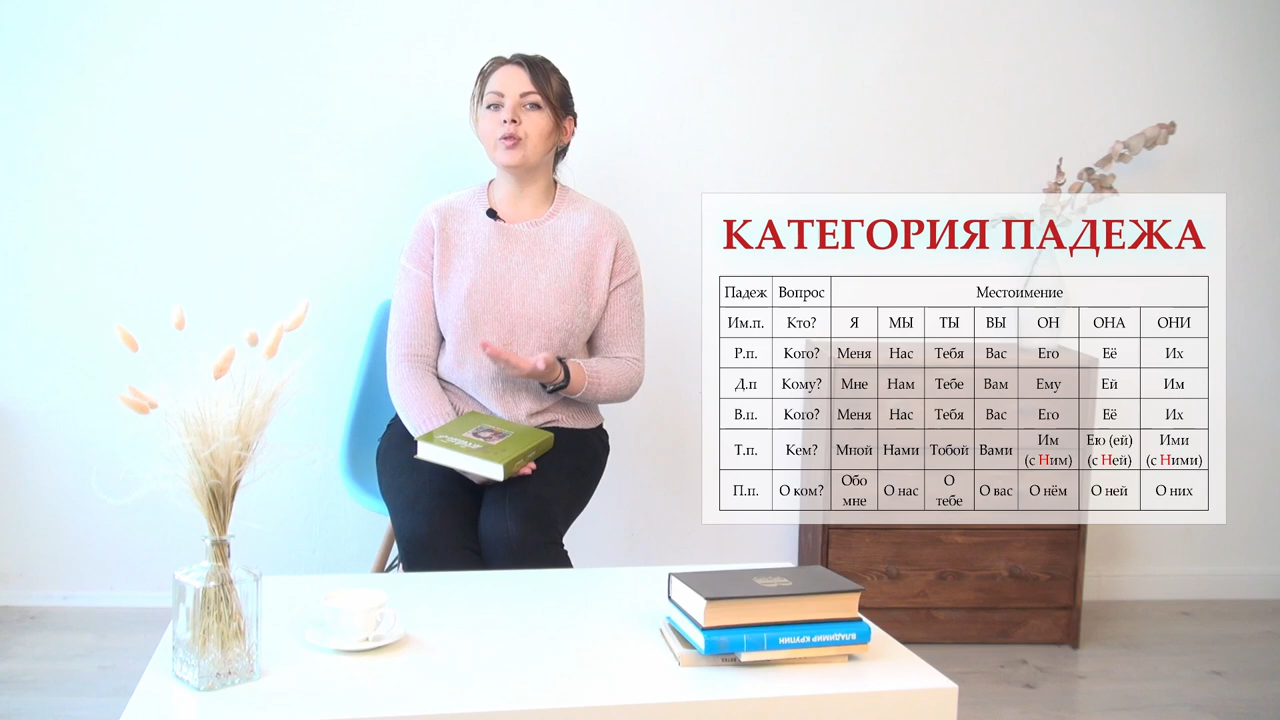 КАТЕГОРИЯ ПАДЕЖА
Падеж Вопрос Местоимение
Им.п. Кто? Я МЫ ТЫ ВЫ ОН ОНА ОНИ
Р.п. Кого? Меня Нас Тебя Вас Его Её Их
Д.п Кому? Мне Нам Тебе Вам Ему Ей Им
В.п. Кого? Меня Нас Тебя Вас Его Её Их
Т.п. Кем? Мной Нами Тобой Вами Им (с Ним) Ею (ей) (с Ней) Ими (с Ними)
П.п. О ком? Обо мне О нас О тебе О вас О нём О ней О них
ВЛАДИМИР КРУПИН